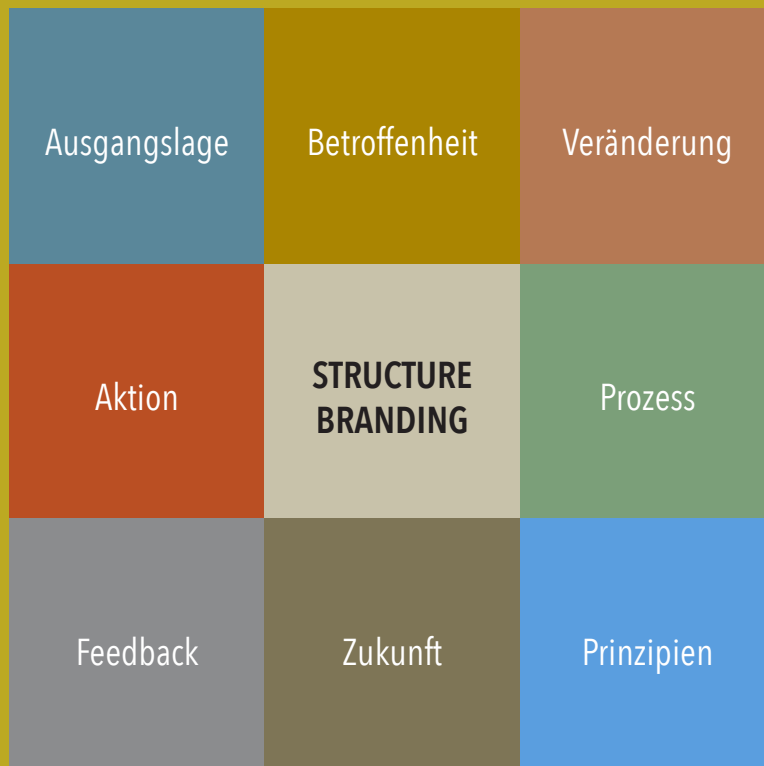 Ausgangslage
Betroffenheit
Veränderung
Aktion
STRUCTURE
BRANDING
Prozess
Feedback
Zukunft
Prinzipien